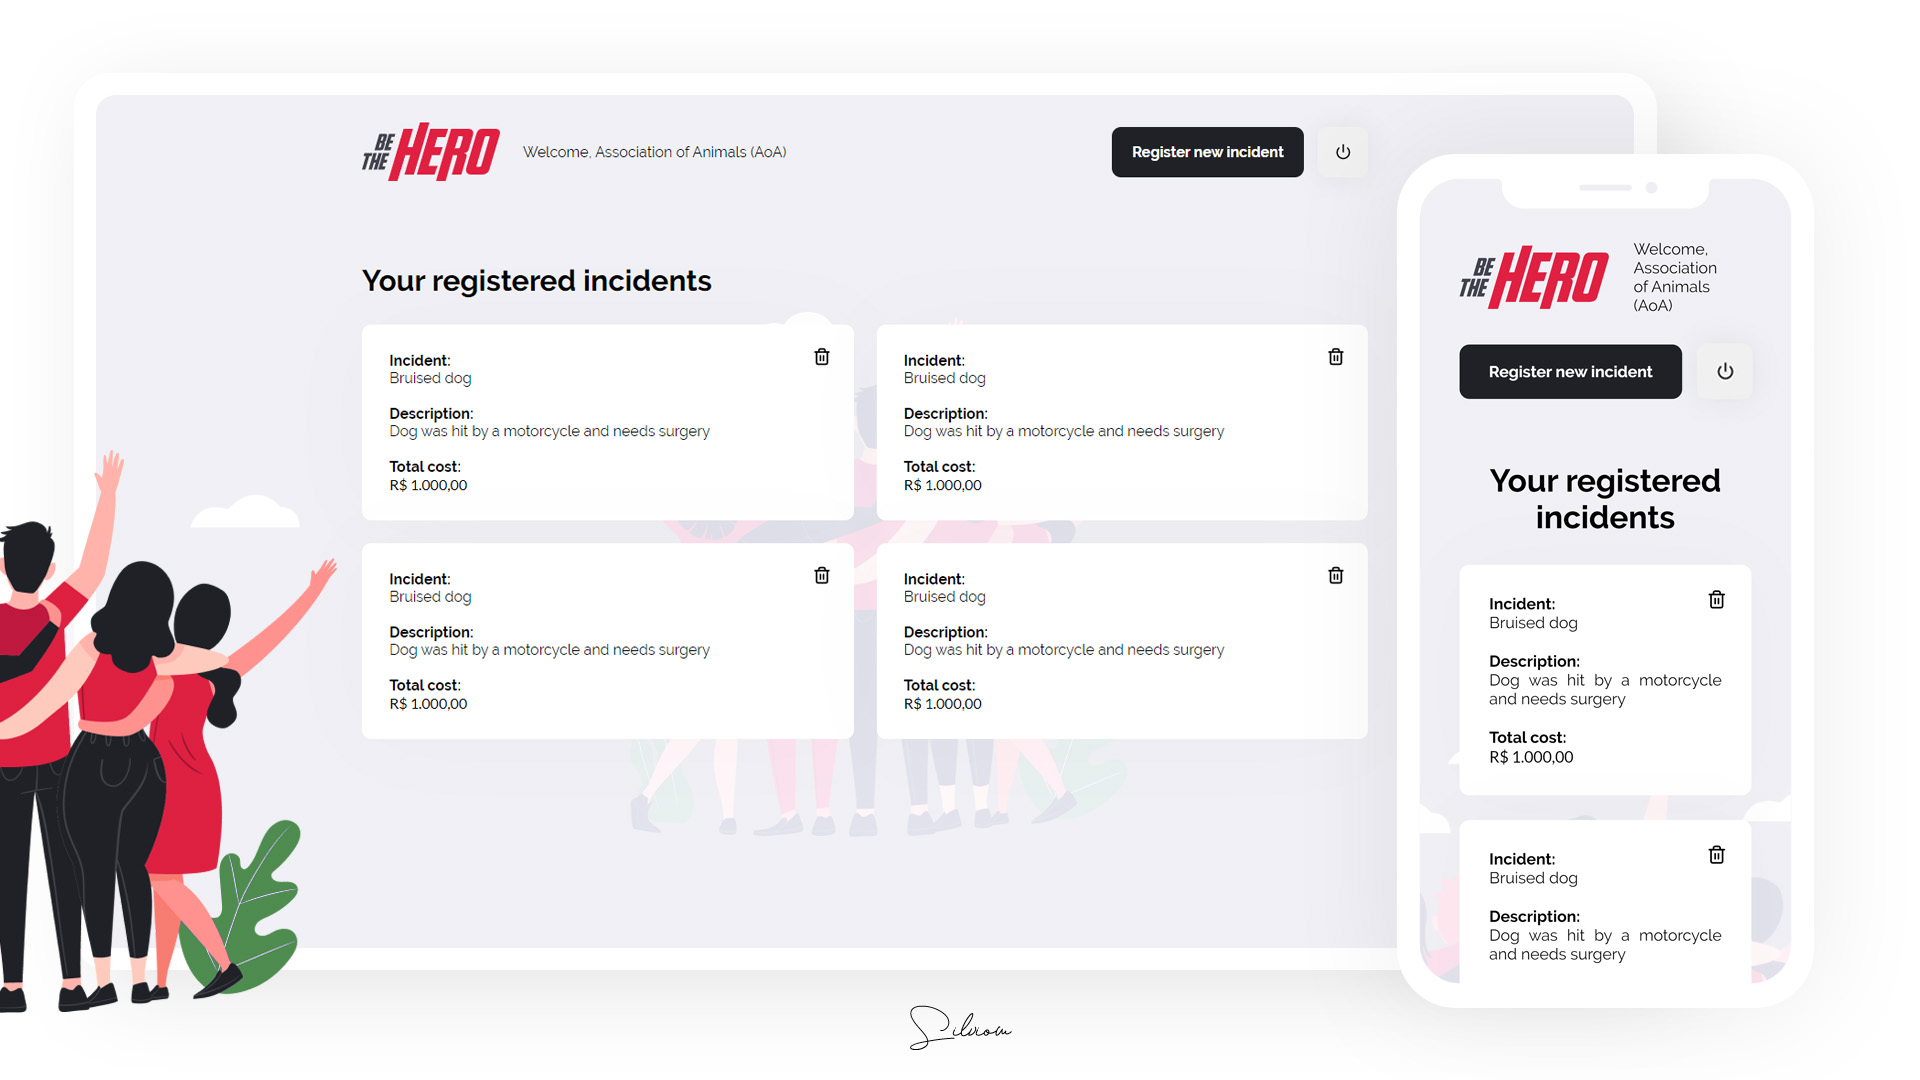 BE
THE HERO
Welcome, Association of Animals (AoA)
Register new incident
Your registered incidents
Incident:
Bruised dog
Description:
Dog was hit by a motorcycle and needs surgery
Total cost:
R$ 1.000,00
Incident:
Bruised dog
Description:
Dog was hit by a motorcycle and needs surgery
Total cost:
R$ 1.000,00
Incident:
Bruised dog
Description:
Dog was hit by a motorcycle and needs surgery
Total cost:
R$ 1.000,00
Incident:
Bruised dog
Description:
Dog was hit by a motorcycle and needs surgery
Total cost:
R$ 1.000,00
BE
THE HERO
Welcome,
Association
of Animals
(AoA)
Register new incident
Your registered
incidents
Incident:
Bruised dog
Description:
Dog was hit by a motorcycle
and needs surgery
Total cost:
R$ 1.000,00
Incident:
Bruised dog
Description:
Dog was hit by a motorcycle
and needs surgery